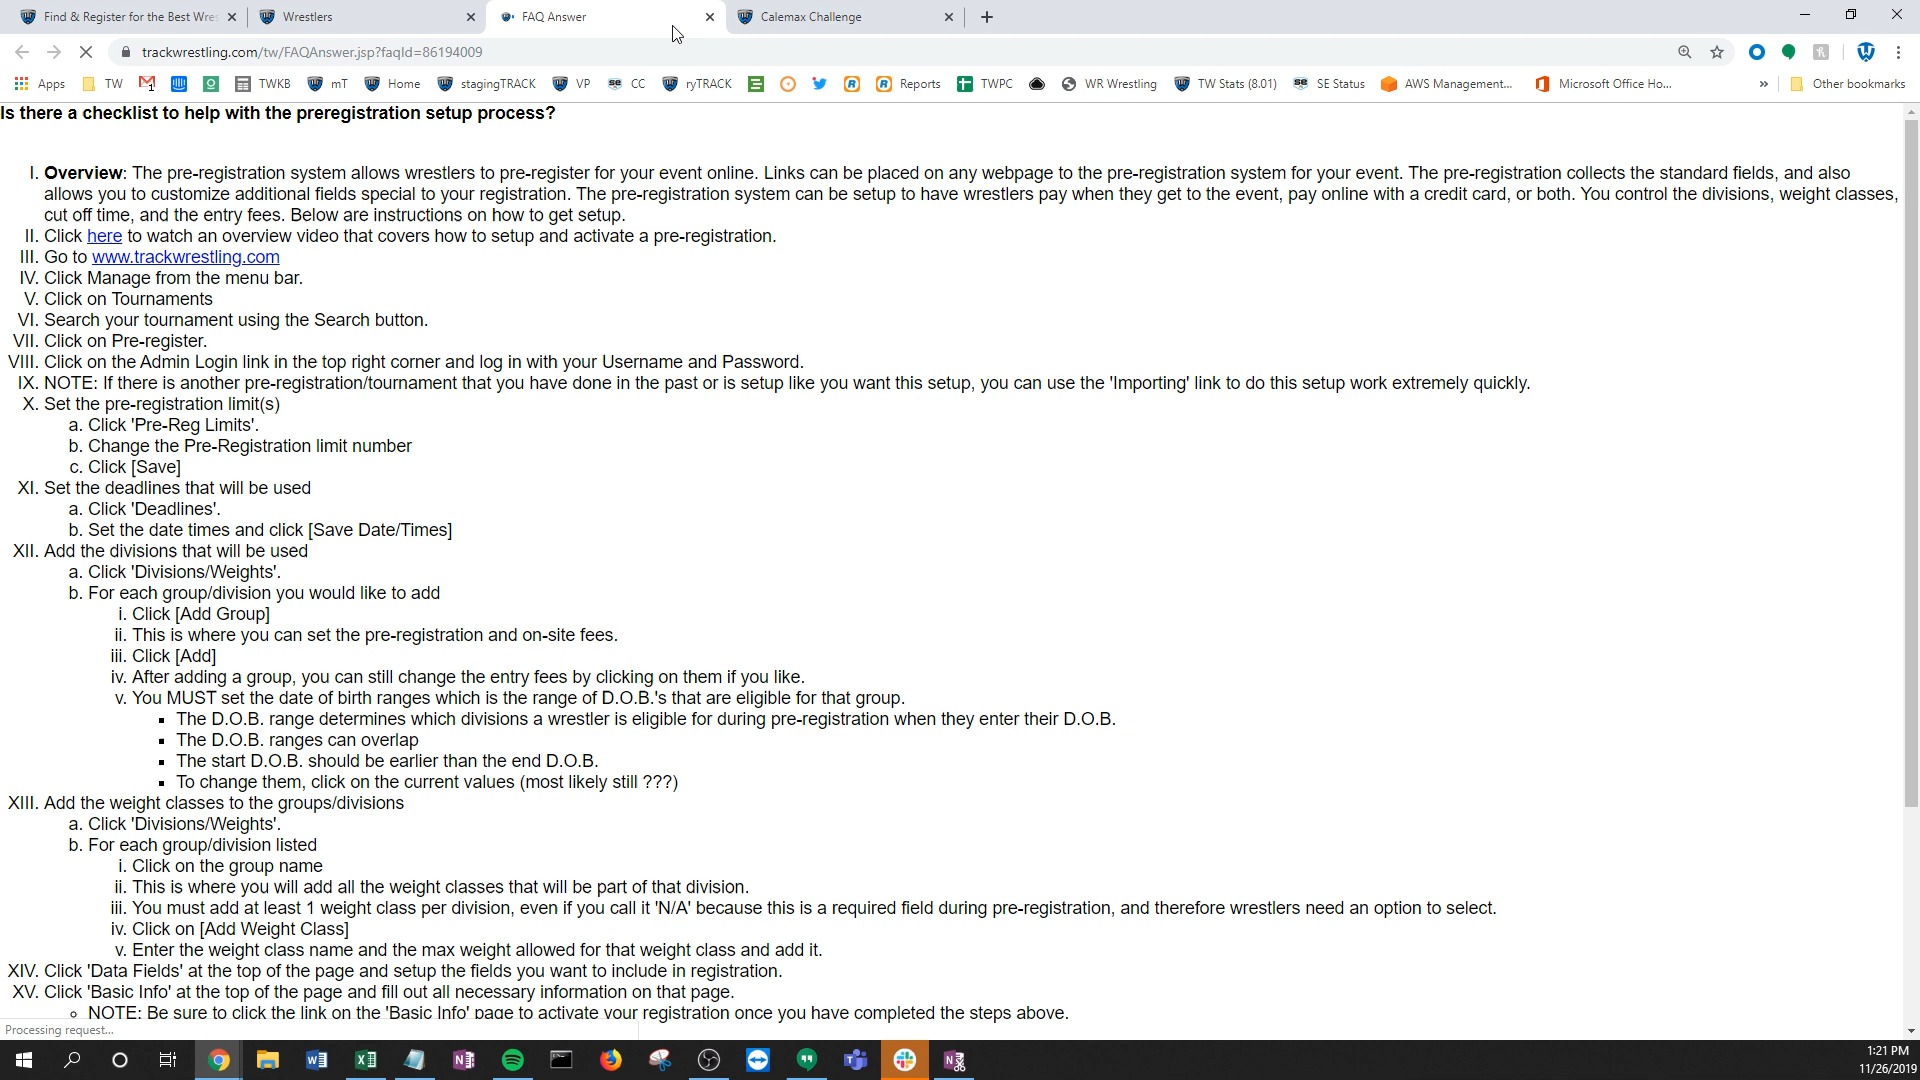 Find & Register for the Best Wres
Wrestlers
FAQ Answer
Calemax Challenge
trackwrestling.com/tw/FAQAnswer.jsp?faqId=86194009
Apps TW TWKB mT Home stagingTRACK VP CC ryTRACK Reports TWPC WR Wrestling TW Stats (8.01) SE Status AWS Management... Microsoft Office Ho... » Other bookmarks
Is there a checklist to help with the preregistration setup process?
I. Overview: The pre-registration system allows wrestlers to pre-register for your event online. Links can be placed on any webpage to the pre-registration system for your event. The pre-registration collects the standard fields, and also
allows you to customize additional fields special to your registration. The pre-registration system can be setup to have wrestlers pay when they get to the event, pay online with a credit card, or both. You control the divisions, weight classes,
cut off time, and the entry fees. Below are instructions on how to get setup.
II. Click here to watch an overview video that covers how to setup and activate a pre-registration.
III. Go to www.trackwrestling.com
IV. Click Manage from the menu bar.
V. Click on Tournaments
VI. Search your tournament using the Search button.
VII. Click on Pre-register.
VIII. Click on the Admin Login link in the top right corner and log in with your Username and Password.
IX. NOTE: If there is another pre-registration/tournament that you have done in the past or is setup like you want this setup, you can use the 'Importing' link to do this setup work extremely quickly.
X. Set the pre-registration limit(s)
a. Click 'Pre-Reg Limits'.
b. Change the Pre-Registration limit number
c. Click [Save]
XI. Set the deadlines that will be used
a. Click 'Deadlines'.
b. Set the date times and click [Save Date/Times]
XII. Add the divisions that will be used
a. Click 'Divisions/Weights'.
b. For each group/division you would like to add
i. Click [Add Group]
ii. This is where you can set the pre-registration and on-site fees.
iii. Click [Add]
iv. After adding a group, you can still change the entry fees by clicking on them if you like.
v. You MUST set the date of birth ranges which is the range of D.O.B.'s that are eligible for that group.
▪ The D.O.B. range determines which divisions a wrestler is eligible for during pre-registration when they enter their D.O.B.
▪ The D.O.B. ranges can overlap
▪ The start D.O.B. should be earlier than the end D.O.B.
▪ To change them, click on the current values (most likely still ???)
XIII. Add the weight classes to the groups/divisions
a. Click 'Divisions/Weights'.
b. For each group/division listed
i. Click on the group name
ii. This is where you will add all the weight classes that will be part of that division.
iii. You must add at least 1 weight class per division, even if you call it 'N/A' because this is a required field during pre-registration, and therefore wrestlers need an option to select.
iv. Click on [Add Weight Class]
v. Enter the weight class name and the max weight allowed for that weight class and add it.
XIV. Click 'Data Fields' at the top of the page and setup the fields you want to include in registration.
XV. Click 'Basic Info' at the top of the page and fill out all necessary information on that page.
o NOTE: Be sure to click the link on the 'Basic Info' page to activate your registration once you have completed the steps above.
Processing request...
1:21 PM
11/26/2019